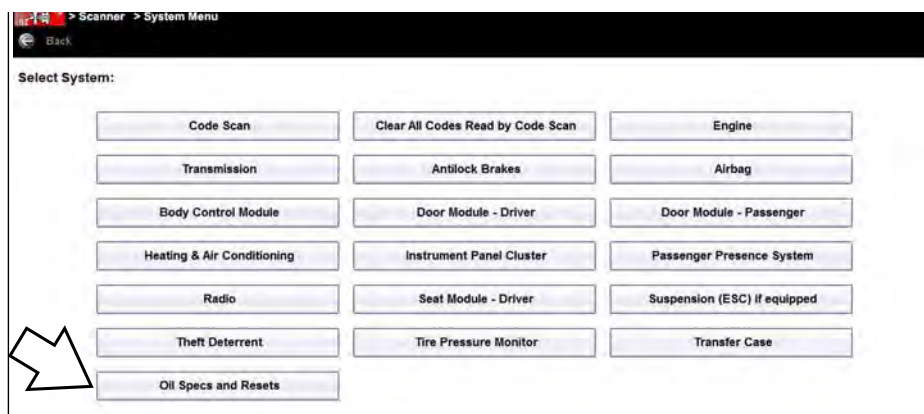 > Scanner > System Menu
Back
Select System:
Code Scan Clear All Codes Read by Code Scan Engine
Transmission Antilock Brakes Airbag
Body Control Module Door Module - Driver Door Module - Passenger
Heating & Air Conditioning Instrument Panel Cluster Passenger Presence System
Radio Seat Module - Driver Suspension (ESC) if equipped
Theft Deterrent Tire Pressure Monitor Transfer Case
Oil Specs and Resets